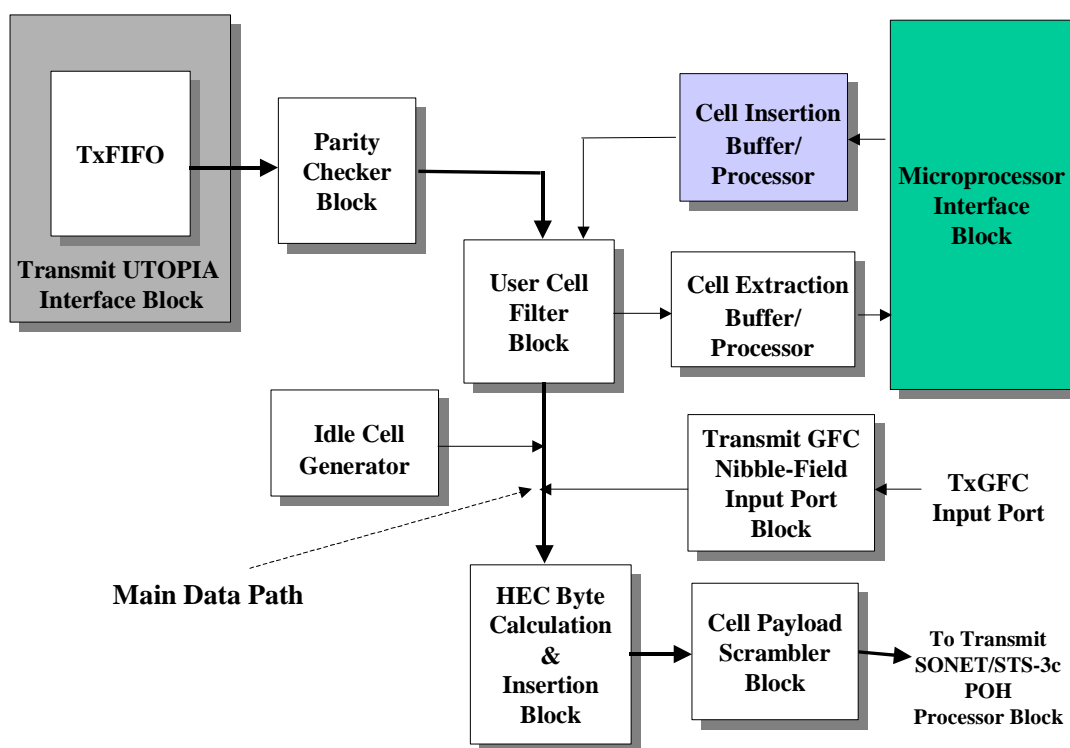 TxFIFO
Transmit UTOPIA
Interface Block
Parity
Checker
Block
Cell Insertion
Buffer/
Processor
Microprocessor
Interface
Block
User Cell
Filter
Block
Cell Extraction
Buffer/
Processor
Idle Cell
Generator
Transmit GFC
Nibble-Field
Input Port
Block
TxGFC
Input Port
Main Data Path
HEC Byte
Calculation
&
Insertion
Block
Cell Payload
Scrambler
Block
To Transmit
SONET/STS-3c
POH
Processor Block